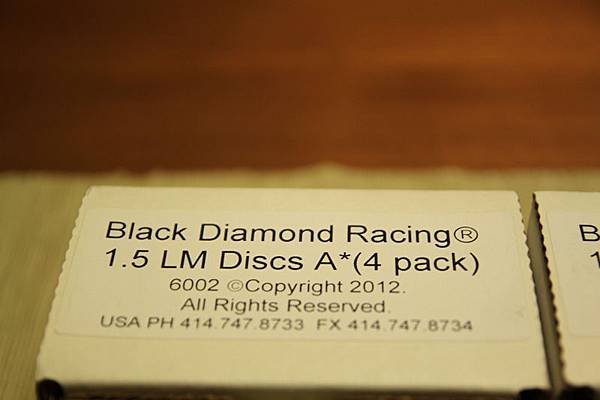 Black Diamond Racing®
1.5 LM Discs A*(4 pack)
6002 ©Copyright 2012.
All Rights Reserved.
USA PH 414.747.8733 FX 414.747.8734
B
1